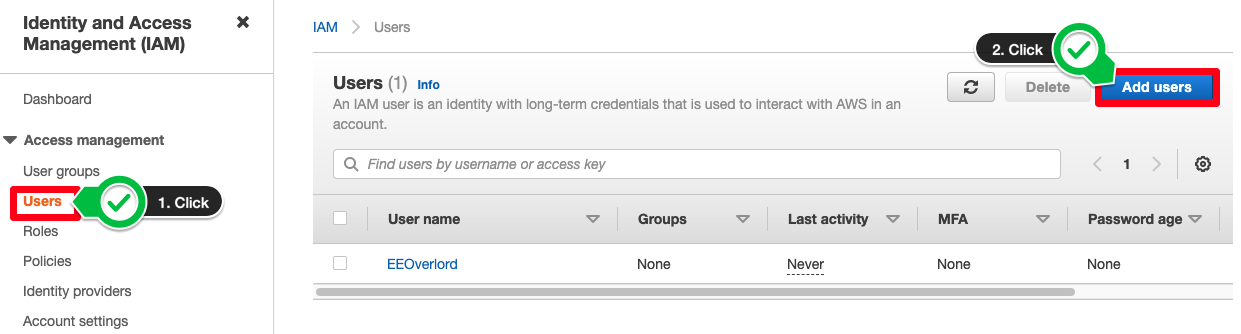 Identity and Access
Management (IAM)
Dashboard
Access management
User groups
Users
1. Click
Roles
Policies
Identity providers
Account settings
IAM > Users
2. Click
Users (1) Info
An IAM user is an identity with long-term credentials that is used to interact with AWS in an
account.
Delete
Add users
Find users by username or access key
1
User name Groups Last activity MFA Password age
EEOverlord None Never None None